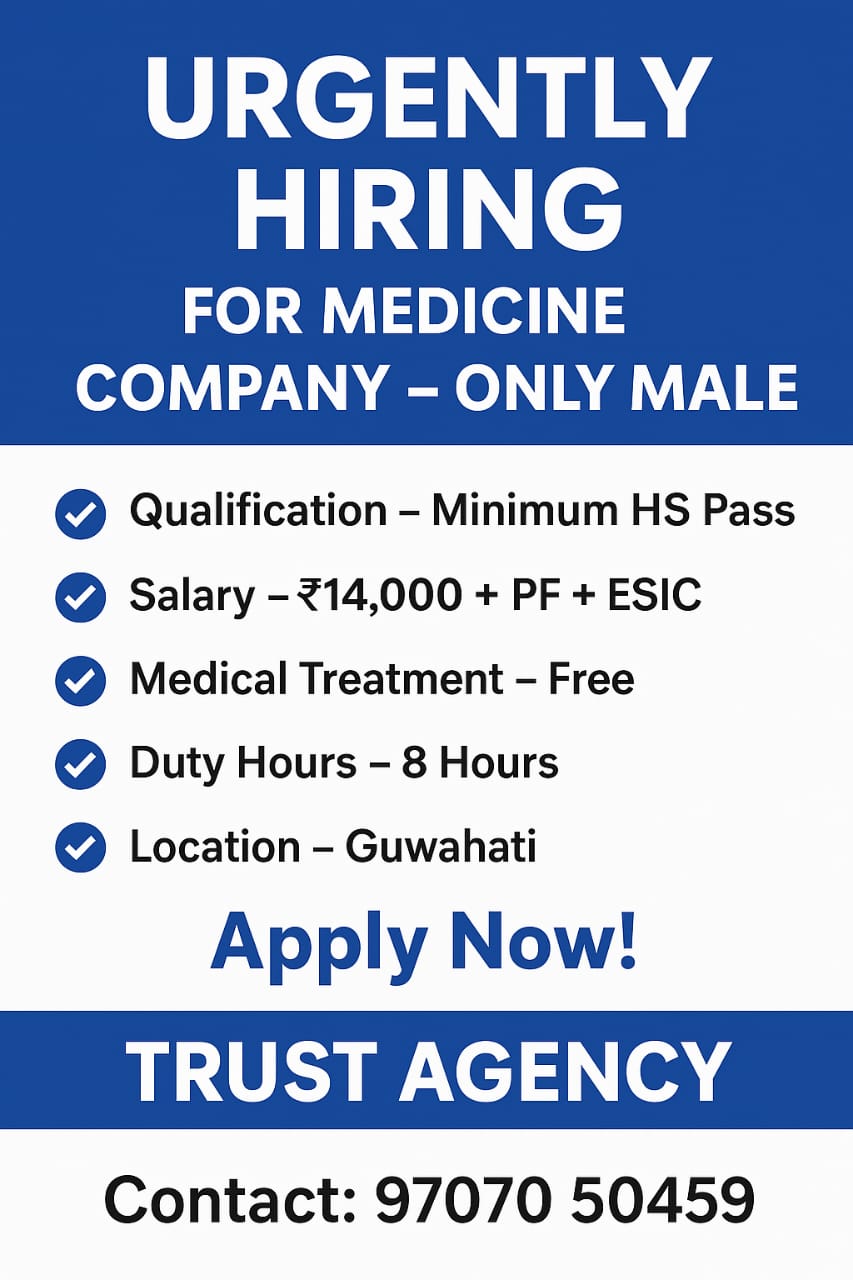 URGENTLY
HIRING
FOR MEDICINE
COMPANY – ONLY MALE
Qualification – Minimum HS Pass
Salary – ₹14,000 + PF + ESIC
Medical Treatment – Free
Duty Hours – 8 Hours
Location – Guwahati
Apply Now!
TRUST AGENCY
Contact: 97070 50459